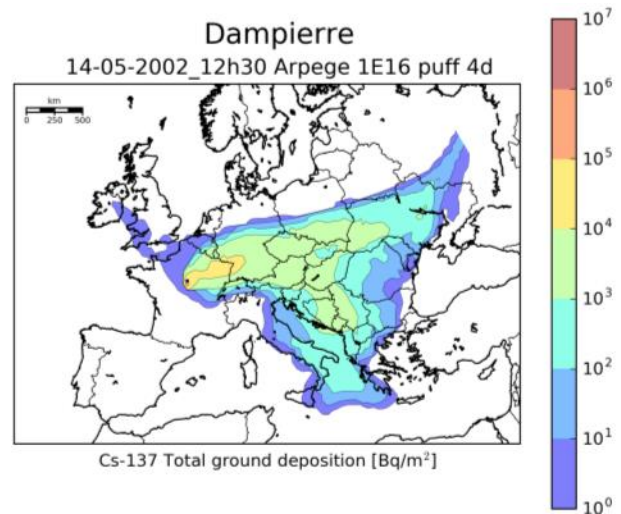 Dampierre
14-05-2002_12h30 Arpege 1E16 puff 4d
km
0 250 500
10⁷
10⁶
10⁵
10⁴
10³
10²
10¹
10⁰
Cs-137 Total ground deposition [Bq/m²]